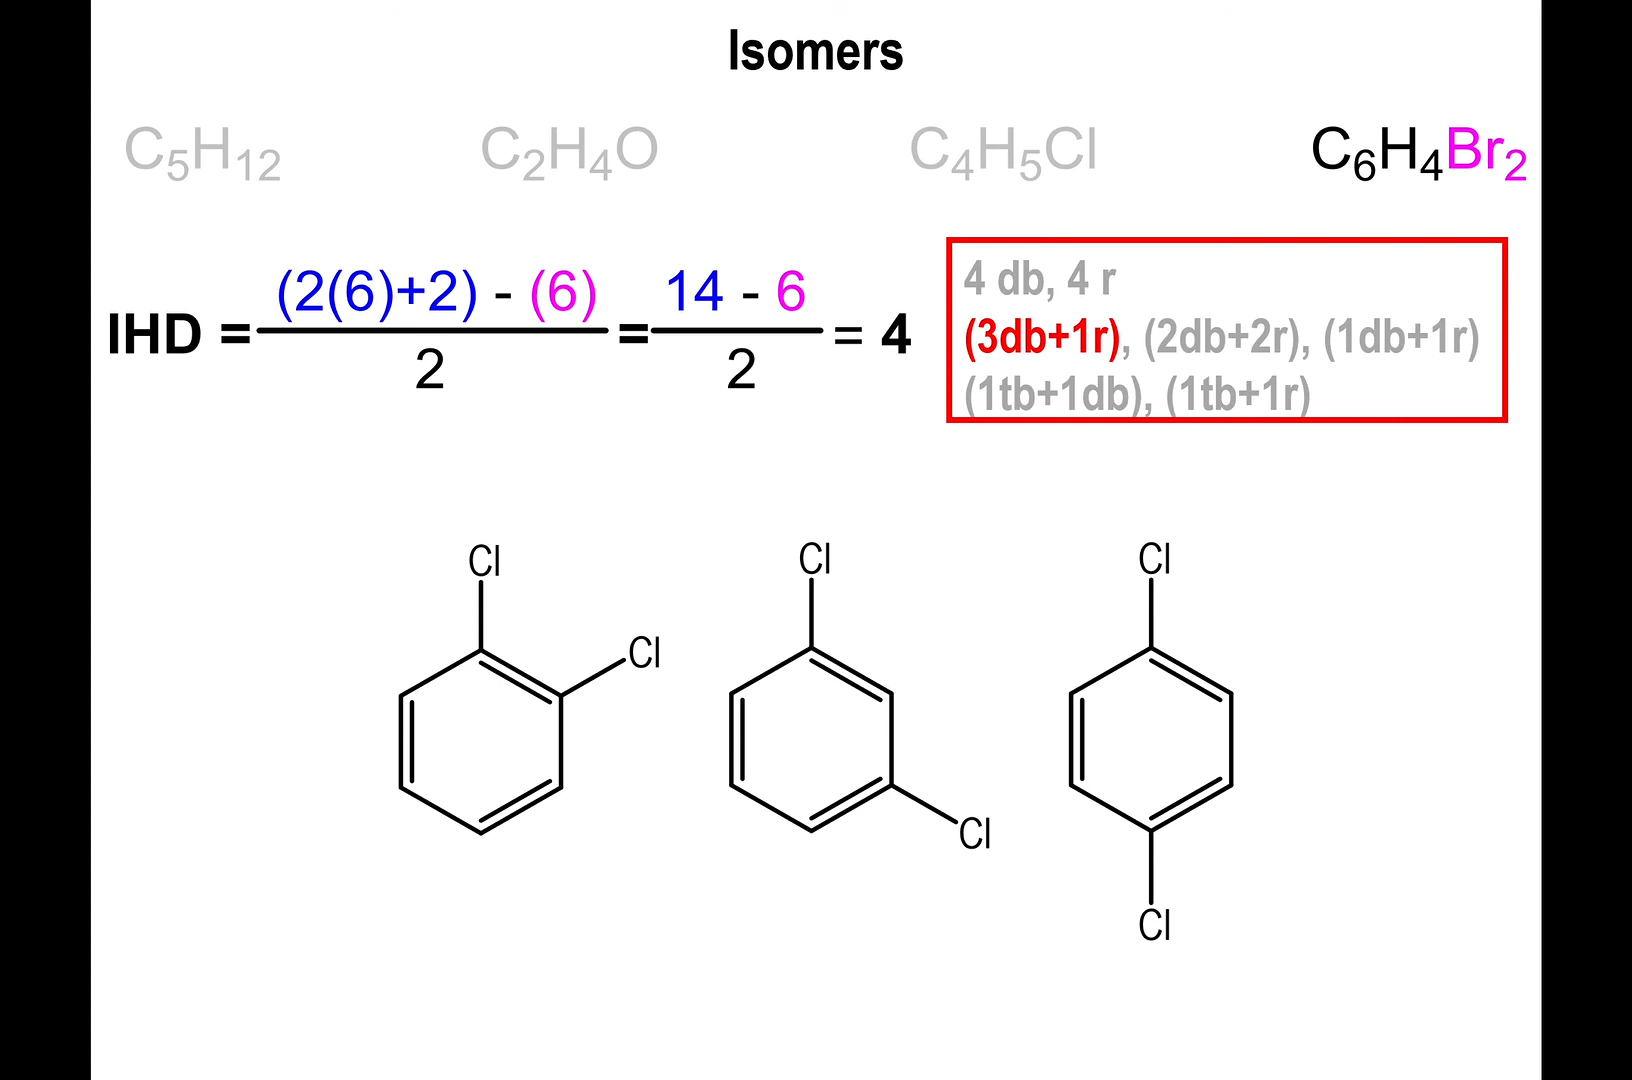 Isomers
C₅H₁₂ C₂H₄O C₄H₅Cl C₆H₄Br₂
IHD = (2(6)+2) - (6) / 2 = 14 - 6 / 2 = 4
4 db, 4 r
(3db+1r), (2db+2r), (1db+1r)
(1tb+1db), (1tb+1r)
Cl Cl Cl
Cl
Cl
Cl